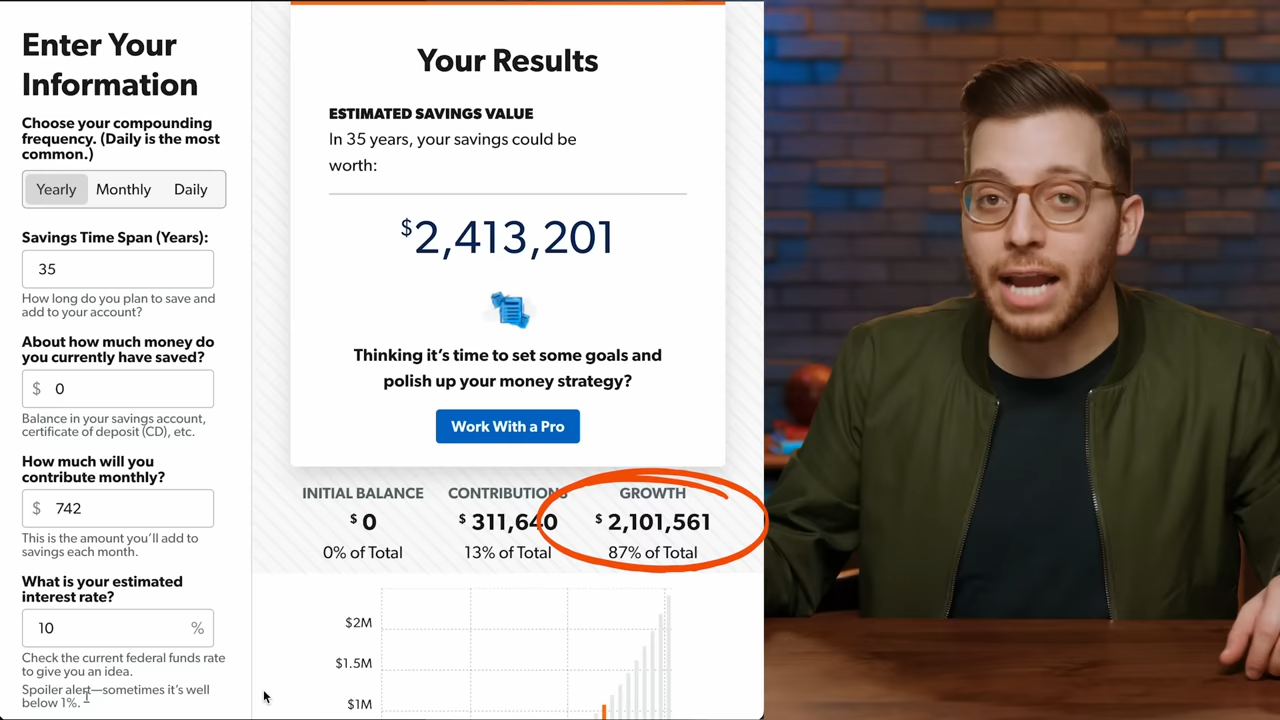 Enter Your
Information
Choose your compounding
frequency. (Daily is the most
common.)
Yearly Monthly Daily
Savings Time Span (Years):
35
How long do you plan to save and
add to your account?
About how much money do
you currently have saved?
$ 0
Balance in your savings account,
certificate of deposit (CD), etc.
How much will you
contribute monthly?
$ 742
This is the amount you'll add to
savings each month.
What is your estimated
interest rate?
10 %
Check the current federal funds rate
to give you an idea.
Spoiler alert—sometimes it's well
below 1%.
Your Results
ESTIMATED SAVINGS VALUE
In 35 years, your savings could be
worth:
$2,413,201
Thinking it's time to set some goals and
polish up your money strategy?
Work With a Pro
INITIAL BALANCE CONTRIBUTIONS GROWTH
$ 0 $ 311,640 $ 2,101,561
0% of Total 13% of Total 87% of Total
$2M
$1.5M
$1M